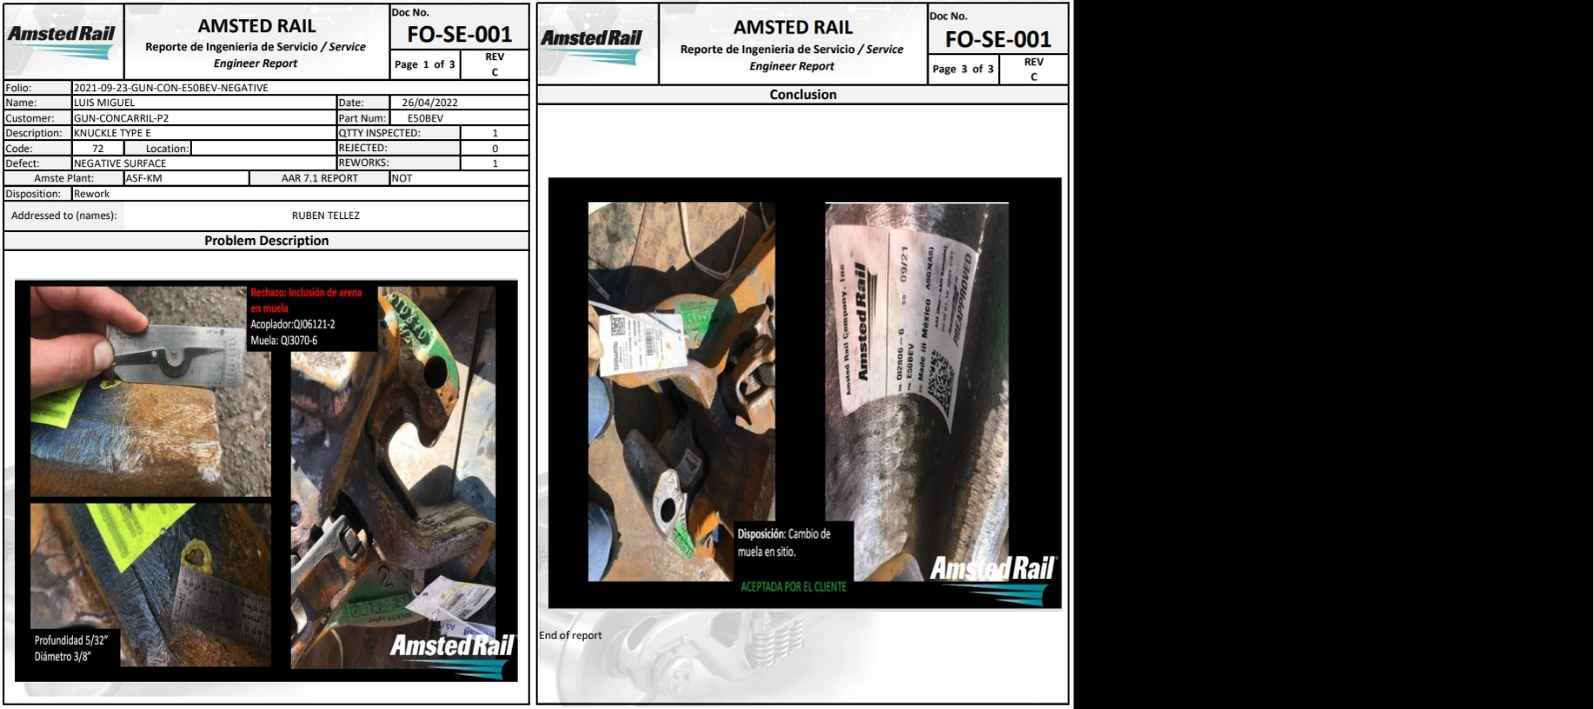 AmstedRail
AMSTED RAIL
Reporte de Ingenieria de Servicio / Service
Engineer Report
Doc No.
FO-SE-001
Page 1 of 3
REV
C
Folio: 2021-09-23-GUN-CON-E50BEV-NEGATIVE
Name: LUIS MIGUEL Date: 26/04/2022
Customer: GUN-CONCARRIL-P2 Part Num: E50BEV
Description: KNUCKLE TYPE E QTTY INSPECTED: 1
Code: 72 Location: REJECTED: 0
Defect: NEGATIVE SURFACE REWORKS: 1
Amste Plant: ASF-KM AAR 7.1 REPORT NOT
Disposition: Rework
Addressed to (names): RUBEN TELLEZ
Problem Description
Rechazo: Inclusión de arena
en muela
Acoplador:QI06121-2
Muela: QI3070-6
Profundidad 5/32"
Diámetro 3/8"
AmstedRail
AmstedRail
AMSTED RAIL
Reporte de Ingenieria de Servicio / Service
Engineer Report
Doc No.
FO-SE-001
Page 3 of 3
REV
C
Conclusion
Amsted Rail Company, Inc
AmstedRail
09/21
QI2806-6
E50BEV
Made in México
PREAPPROVED
Disposición: Cambio de
muela en sitio.
ACEPTADA POR EL CLIENTE
AmstedRail
End of report